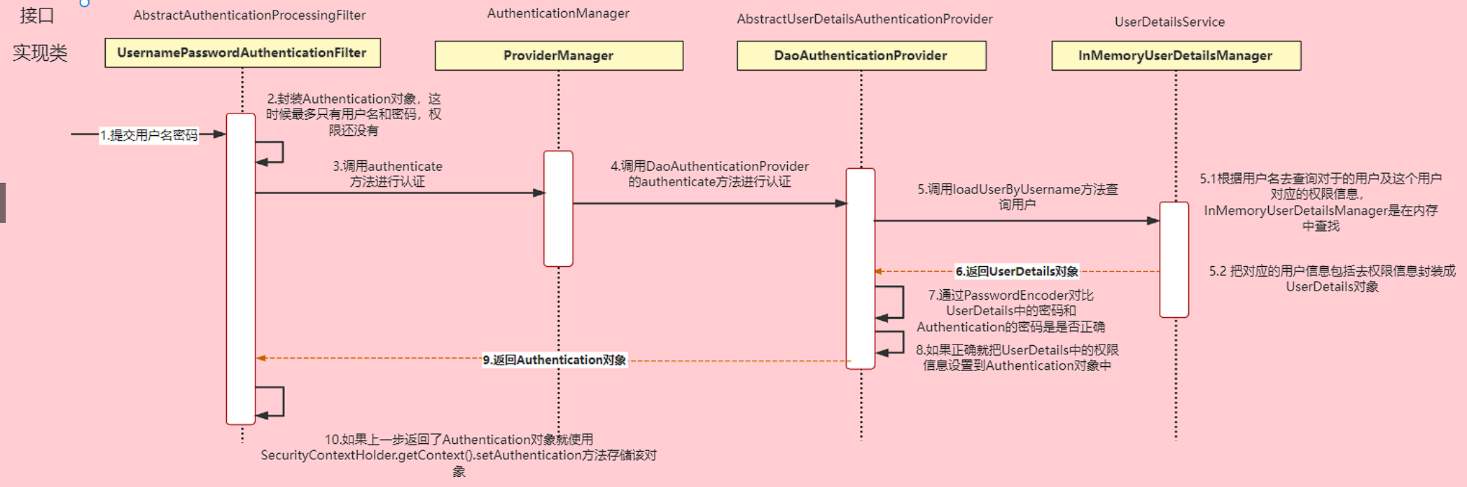 接口
AbstractAuthenticationProcessingFilter
AuthenticationManager
AbstractUserDetailsAuthenticationProvider
UserDetailsService
实现类
UsernamePasswordAuthenticationFilter
ProviderManager
DaoAuthenticationProvider
InMemoryUserDetailsManager
1.提交用户名密码
2.封装Authentication对象，这
时候最多只有用户名和密码，权
限还没有
3.调用authenticate
方法进行认证
4.调用DaoAuthenticationProvider
的authenticate方法进行认证
5.调用loadUserByUsername方法查
询用户
5.1根据用户名去查询对于的用户及这个用户
对应的权限信息，
InMemoryUserDetailsManager是在内存
中查找
5.2 把对应的用户信息包括去权限信息封装成
UserDetails对象
6.返回UserDetails对象
7.通过PasswordEncoder对比
UserDetails中的密码和
Authentication的密码是是否正确
8.如果正确就把UserDetails中的权限
信息设置到Authentication对象中
9.返回Authentication对象
10.如果上一步返回了Authentication对象就使用
SecurityContextHolder.getContext().setAuthentication方法存储该对
象